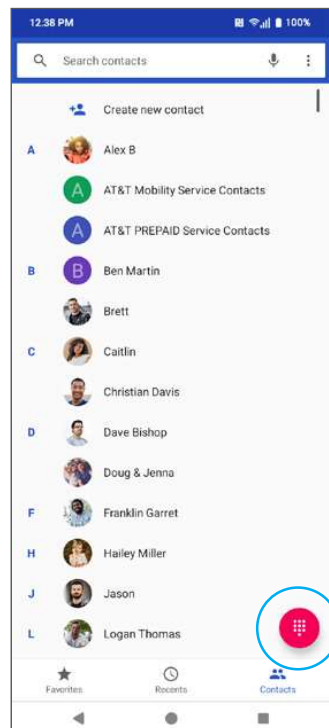 12.38 PM 100%
Search contacts
Create new contact
A Alex B
A AT&T Mobility Service Contacts
A AT&T PREPAID Service Contacts
B B Ben Martin
Brett
C Caitlin
Christian Davis
D Dave Bishop
Doug & Jenna
F Franklin Garret
H Hailey Miller
J Jason
L Logan Thomas
Favorites Recents Contacts